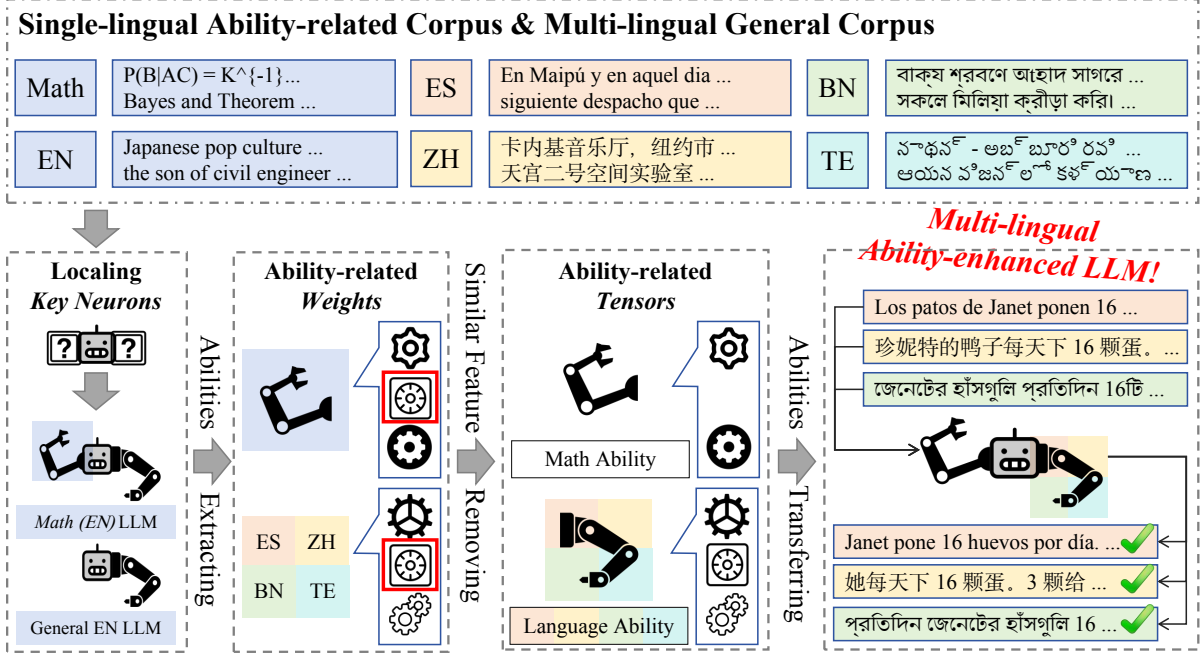 Single-lingual Ability-related Corpus & Multi-lingual General Corpus
Math
P(B|AC) = K^{-1}...
Bayes and Theorem ...
ES
En Maipú y en aquel dia ...
siguiente despacho que ...
BN
বাক্‌য শ্‌রবণে অtহাদ সাগরে ...
সকলে মিলিয়া ক্‌রীড়া করি। ...
EN
Japanese pop culture ...
the son of civil engineer ...
ZH
卡内基音乐厅，纽约市 ...
天宫二号空间实验室 ...
TE
నాథన్ - అబ్‌బూరి రవి ...
ఆయన విజన్‌లో కళ్‌యాణ ...
Localing
Key Neurons
? ?
Math (EN) LLM
General EN LLM
Abilities
Extracting
Ability-related
Weights
ES ZH
BN TE
Similar Feature
Removing
Ability-related
Tensors
Math Ability
Language Ability
Abilities
Transferring
Multi-lingual
Ability-enhanced LLM!
Los patos de Janet ponen 16 ...
珍妮特的鸭子每天下 16 颗蛋。...
জেনেটের হাঁসগুলি প্‌রতিদিন 16টি ...
Janet pone 16 huevos por día. ...
她每天下 16 颗蛋。3 颗给 ...
প্‌রতিদিন জেনেটের হাঁসগুলি 16 ...